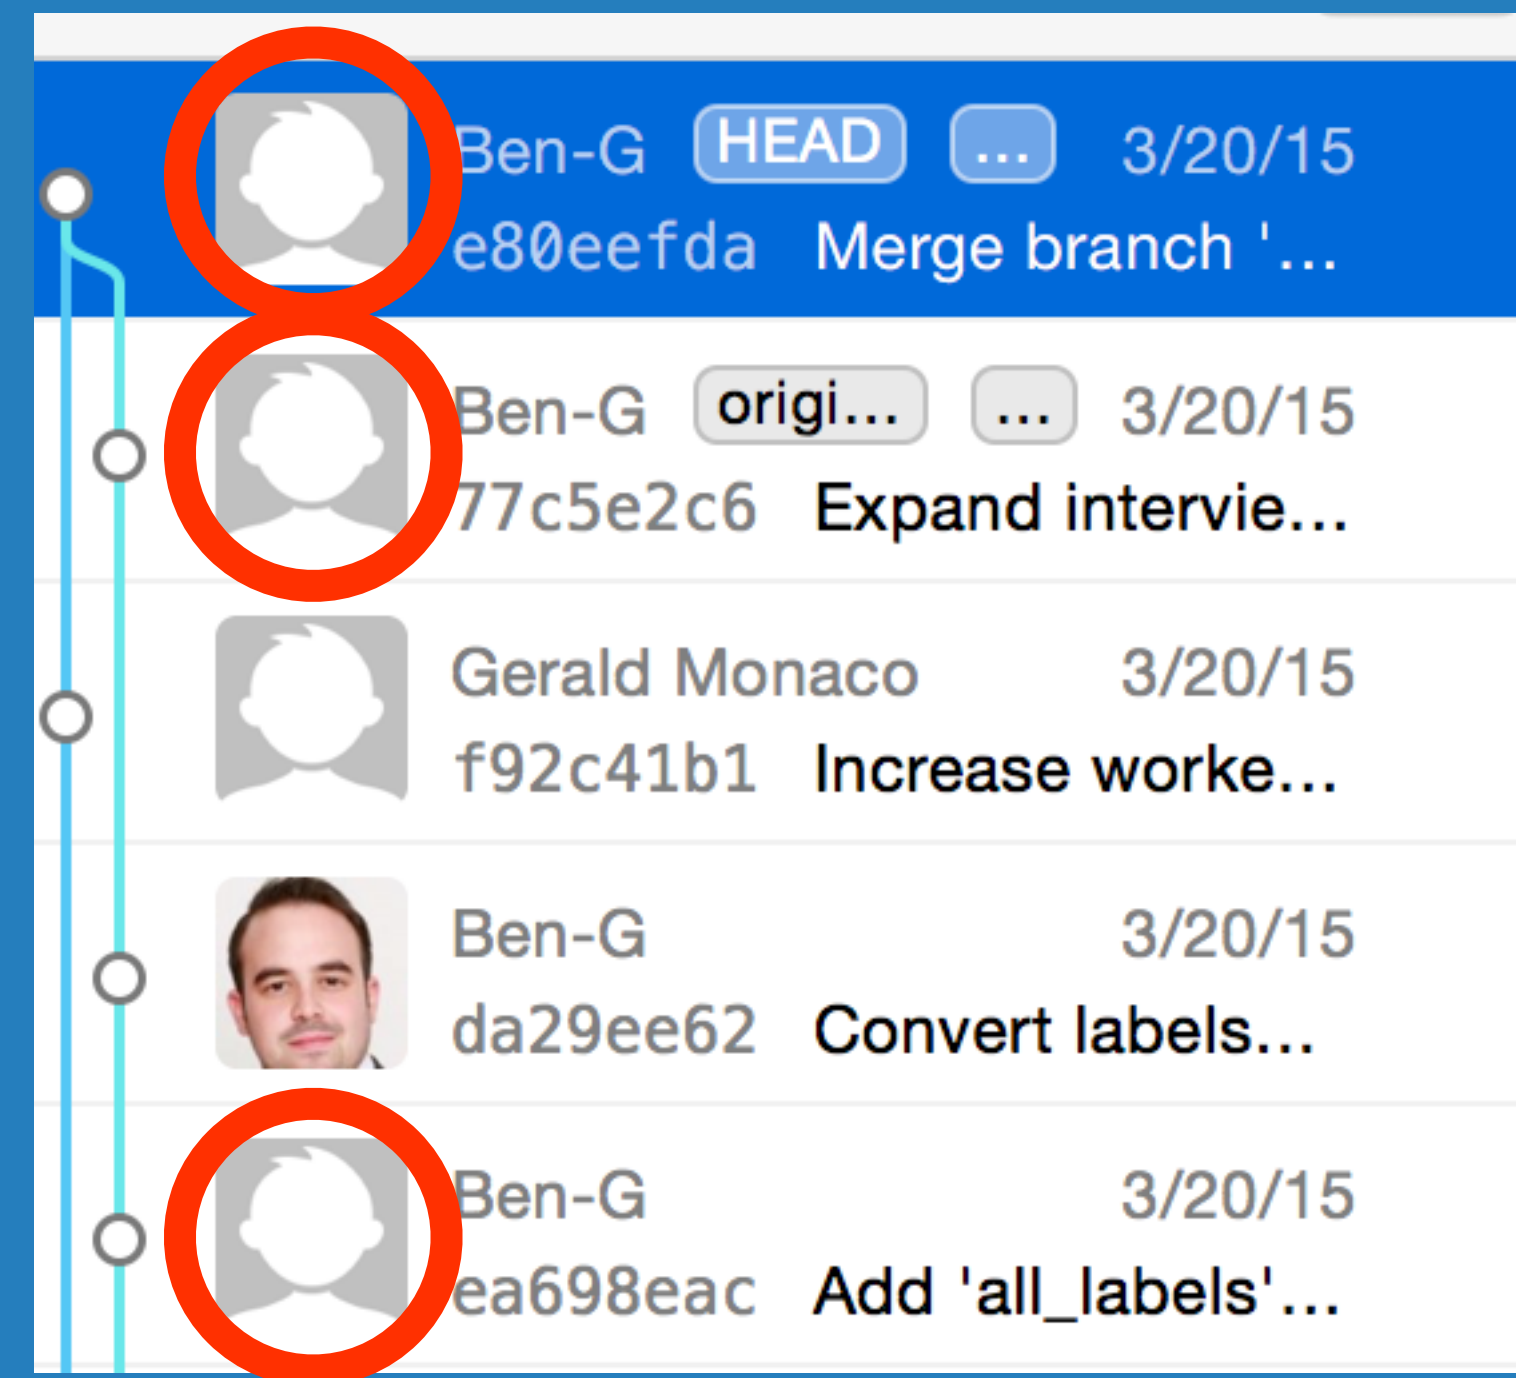 Ben-G HEAD ... 3/20/15
e80eefda Merge branch '...
Ben-G origi... ... 3/20/15
77c5e2c6 Expand intervie...
Gerald Monaco 3/20/15
f92c41b1 Increase worke...
Ben-G 3/20/15
da29ee62 Convert labels...
Ben-G 3/20/15
ea698eac Add 'all_labels'...